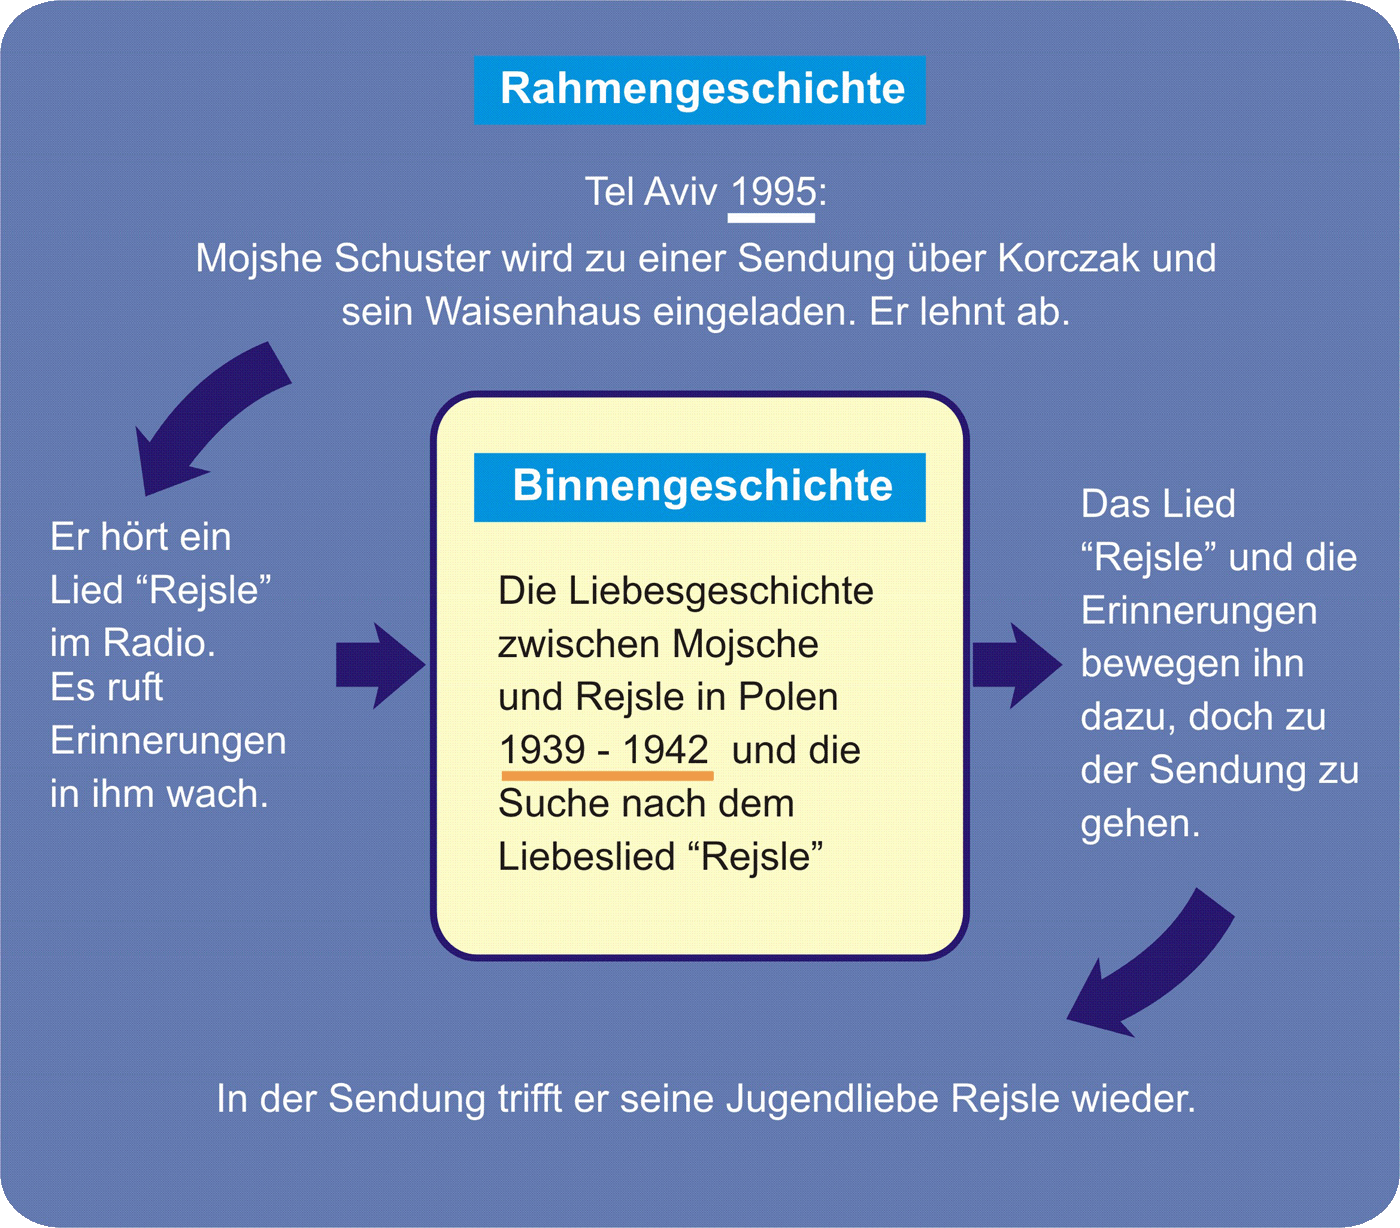 Rahmengeschichte
Tel Aviv 1995:
Mojshe Schuster wird zu einer Sendung über Korczak und
sein Waisenhaus eingeladen. Er lehnt ab.
Er hört ein
Lied “Rejsle”
im Radio.
Es ruft
Erinnerungen
in ihm wach.
Binnengeschichte
Die Liebesgeschichte
zwischen Mojsche
und Rejsle in Polen
1939 - 1942 und die
Suche nach dem
Liebeslied “Rejsle”
Das Lied
“Rejsle” und die
Erinnerungen
bewegen ihn
dazu, doch zu
der Sendung zu
gehen.
In der Sendung trifft er seine Jugendliebe Rejsle wieder.